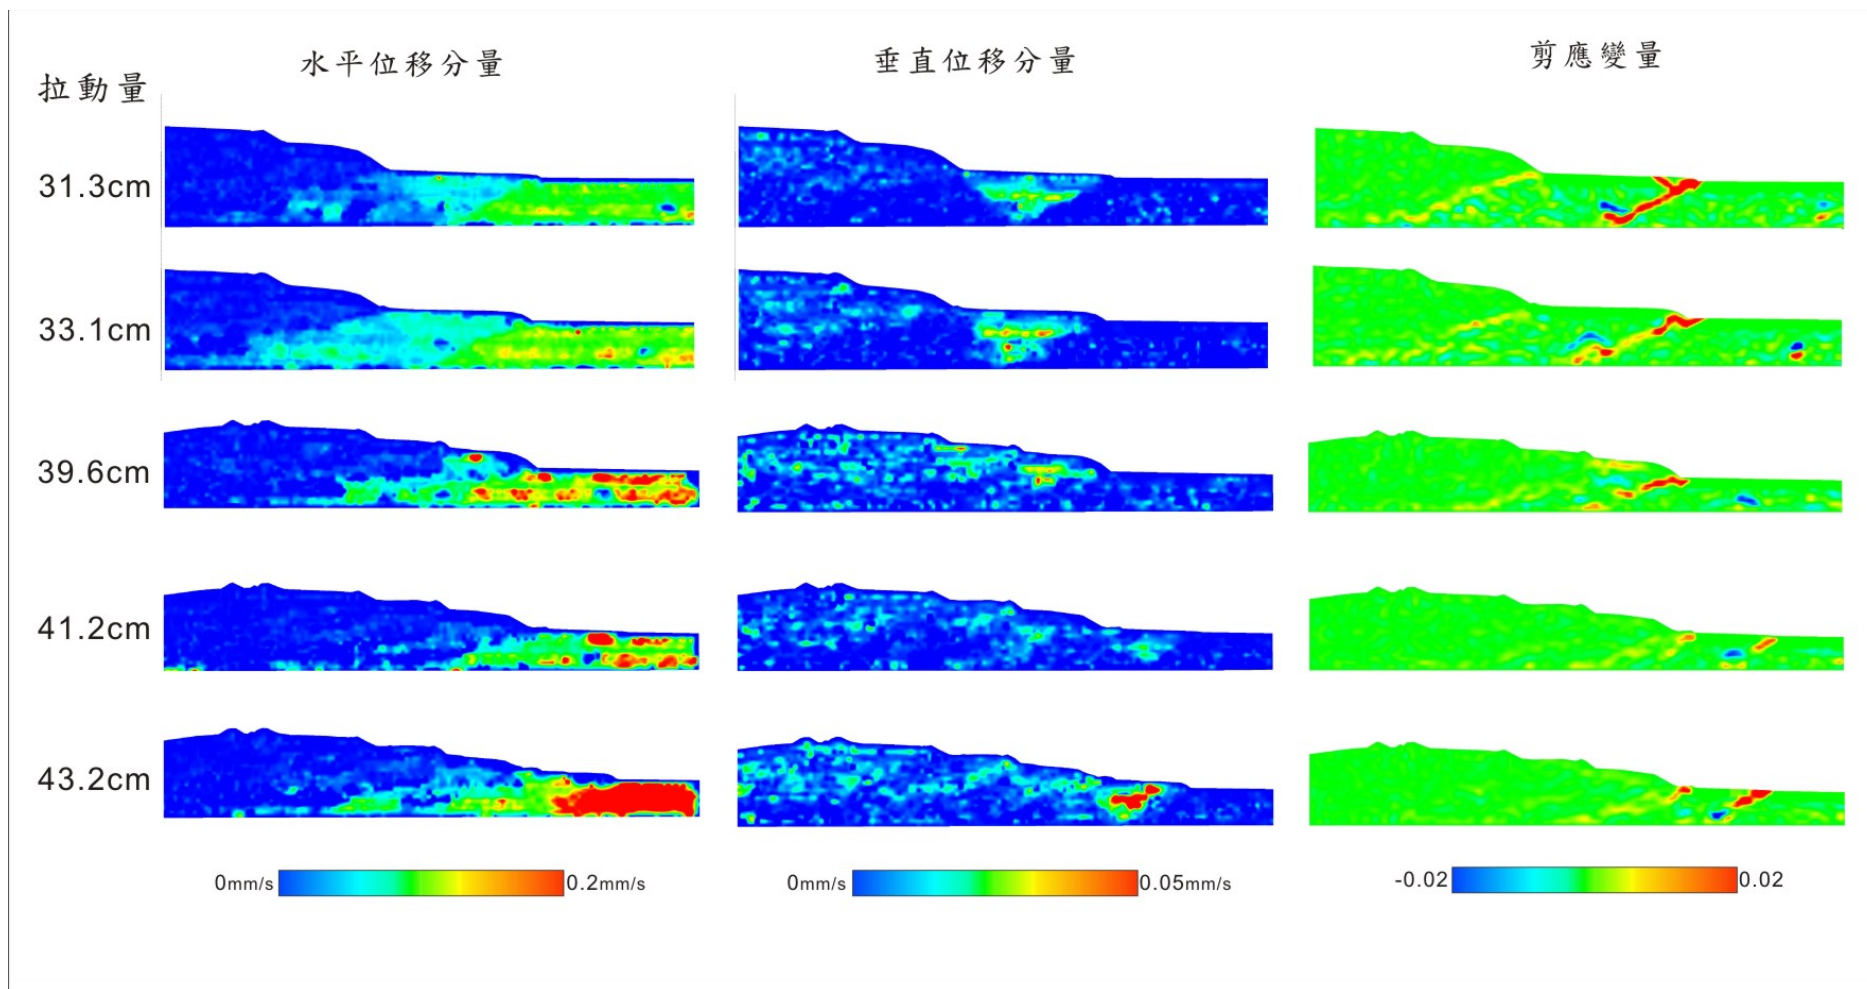 水平位移分量
垂直位移分量
剪應變量
拉動量
31.3cm
33.1cm
39.6cm
41.2cm
43.2cm
0mm/s 0.2mm/s
0mm/s 0.05mm/s
-0.02 0.02